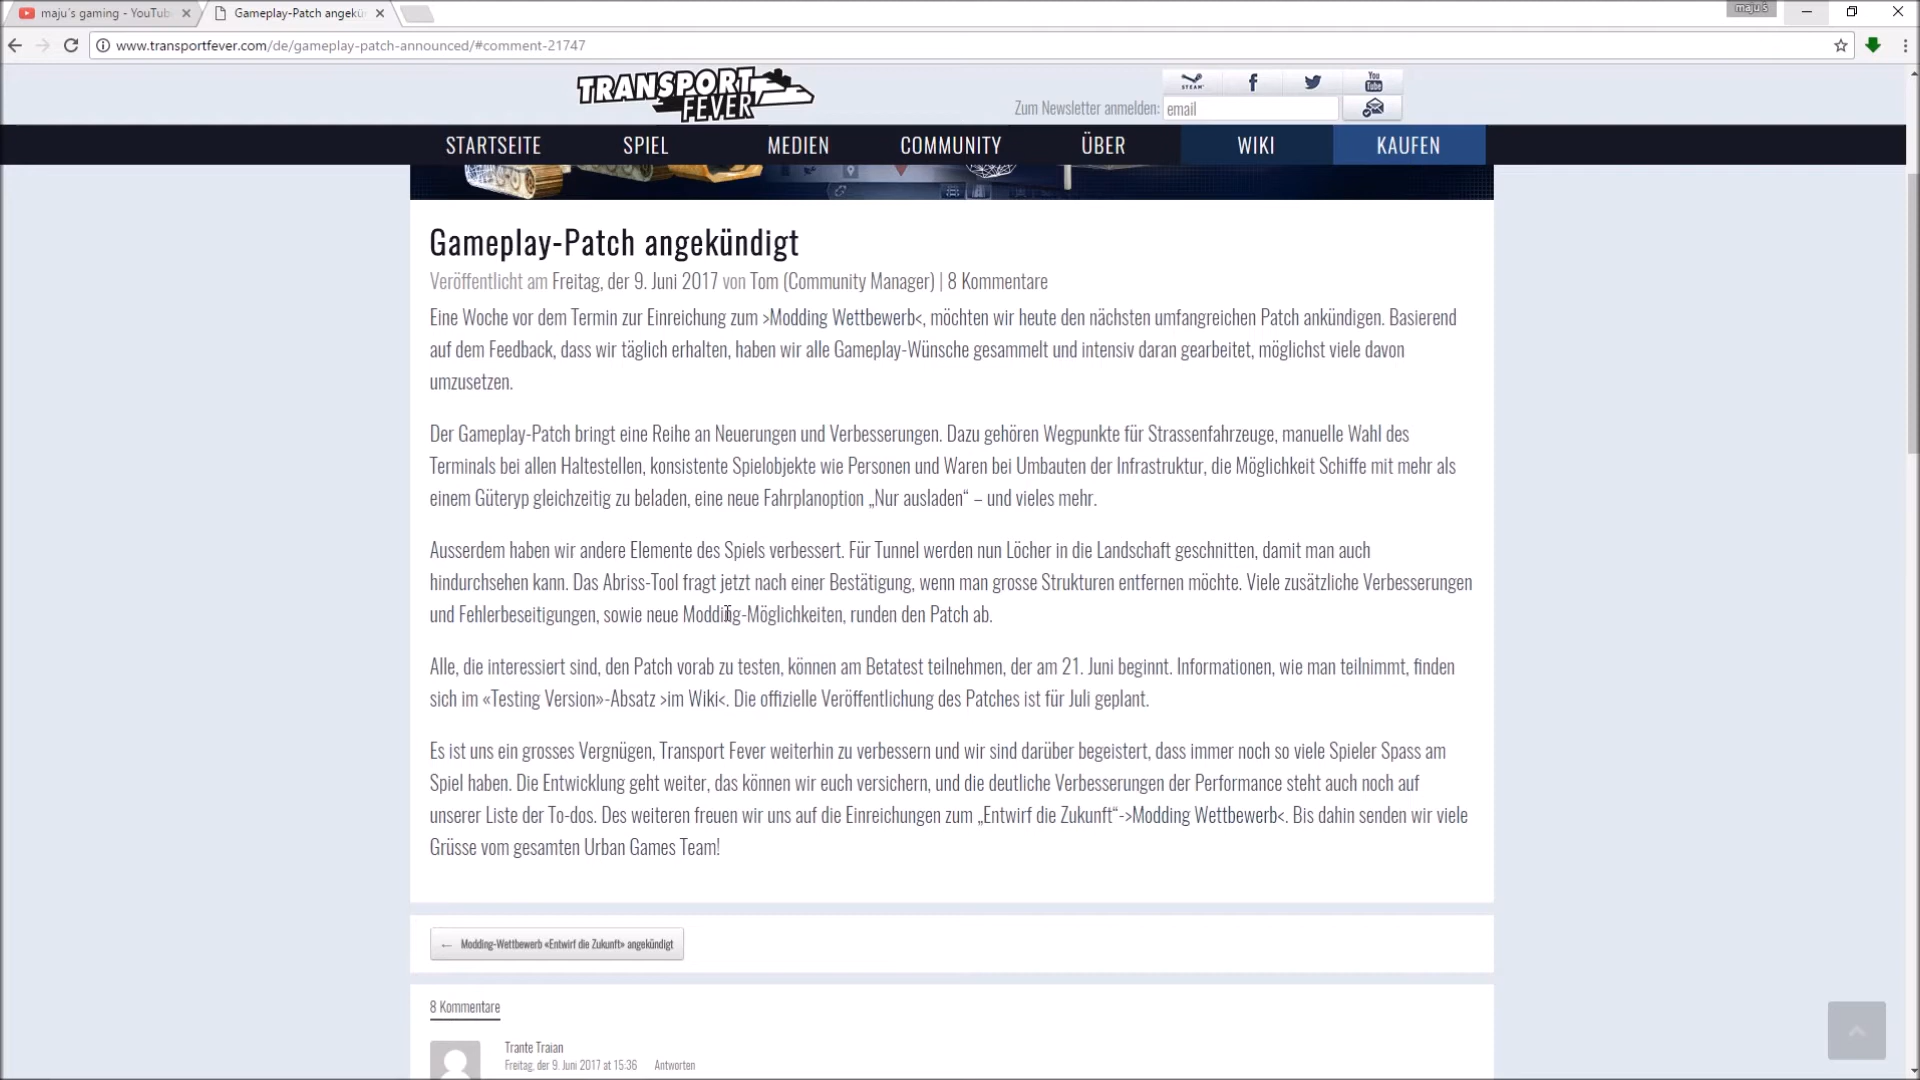 maju´s gaming - YouTub
Gameplay-Patch angekü
maju´s
www.transportfever.com/de/gameplay-patch-announced/#comment-21747
TRANSPORT
FEVER
STEAM
You
Tube
Zum Newsletter anmelden:
email
STARTSEITE
SPIEL
MEDIEN
COMMUNITY
ÜBER
WIKI
KAUFEN
Gameplay-Patch angekündigt
Veröffentlicht am Freitag, der 9. Juni 2017 von Tom (Community Manager) | 8 Kommentare
Eine Woche vor dem Termin zur Einreichung zum >Modding Wettbewerb<, möchten wir heute den nächsten umfangreichen Patch ankündigen. Basierend
auf dem Feedback, dass wir täglich erhalten, haben wir alle Gameplay-Wünsche gesammelt und intensiv daran gearbeitet, möglichst viele davon
umzusetzen.
Der Gameplay-Patch bringt eine Reihe an Neuerungen und Verbesserungen. Dazu gehören Wegpunkte für Strassenfahrzeuge, manuelle Wahl des
Terminals bei allen Haltestellen, konsistente Spielobjekte wie Personen und Waren bei Umbauten der Infrastruktur, die Möglichkeit Schiffe mit mehr als
einem Güteryp gleichzeitig zu beladen, eine neue Fahrplanoption „Nur ausladen“ – und vieles mehr.
Ausserdem haben wir andere Elemente des Spiels verbessert. Für Tunnel werden nun Löcher in die Landschaft geschnitten, damit man auch
hindurchsehen kann. Das Abriss-Tool fragt jetzt nach einer Bestätigung, wenn man grosse Strukturen entfernen möchte. Viele zusätzliche Verbesserungen
und Fehlerbeseitigungen, sowie neue Modding-Möglichkeiten, runden den Patch ab.
Alle, die interessiert sind, den Patch vorab zu testen, können am Betatest teilnehmen, der am 21. Juni beginnt. Informationen, wie man teilnimmt, finden
sich im «Testing Version»-Absatz >im Wiki<. Die offizielle Veröffentlichung des Patches ist für Juli geplant.
Es ist uns ein grosses Vergnügen, Transport Fever weiterhin zu verbessern und wir sind darüber begeistert, dass immer noch so viele Spieler Spass am
Spiel haben. Die Entwicklung geht weiter, das können wir euch versichern, und die deutliche Verbesserungen der Performance steht auch noch auf
unserer Liste der To-dos. Des weiteren freuen wir uns auf die Einreichungen zum „Entwirf die Zukunft“->Modding Wettbewerb<. Bis dahin senden wir viele
Grüsse vom gesamten Urban Games Team!
← Modding-Wettbewerb «Entwirf die Zukunft» angekündigt
8 Kommentare
Trante Traian
Freitag, der 9. Juni 2017 at 15:36 Antworten